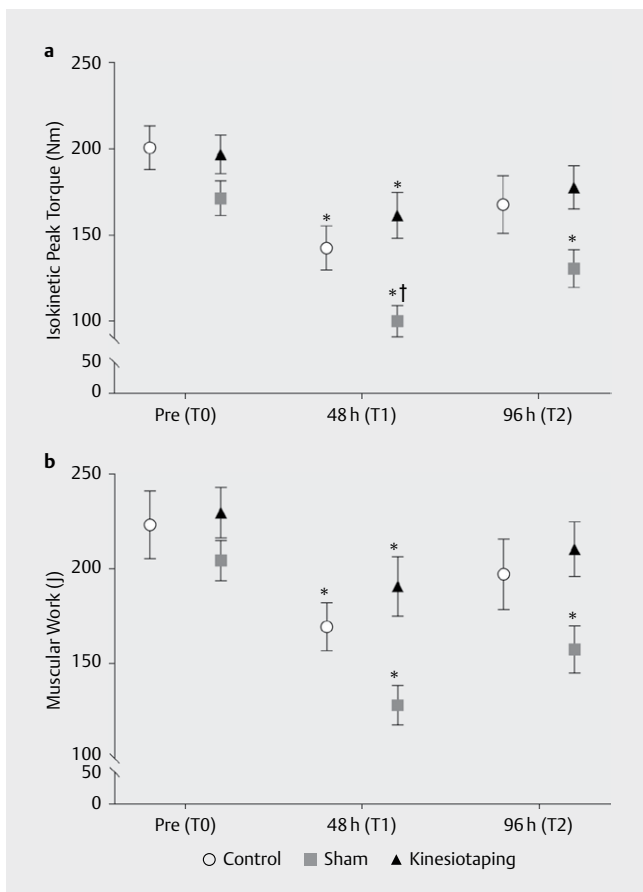 a
250
200
150
100
50
0
Isokinetic Peak Torque (Nm)
*
*
*†
*
Pre (T0) 48 h (T1) 96 h (T2)
b
250
200
150
100
50
0
Muscular Work (J)
*
*
*
*
Pre (T0) 48 h (T1) 96 h (T2)
Control Sham Kinesiotaping